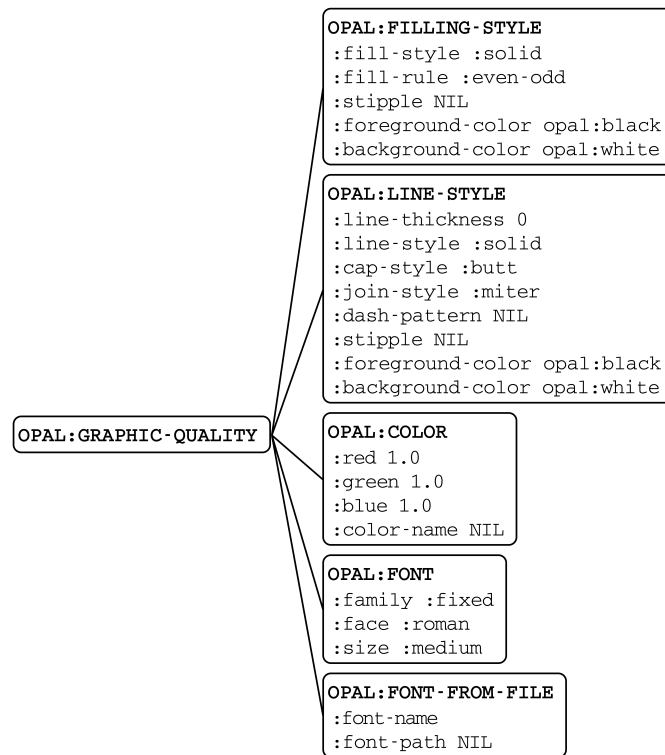 OPAL:FILLING-STYLE
:fill-style :solid
:fill-rule :even-odd
:stipple NIL
:foreground-color opal:black
:background-color opal:white
OPAL:LINE-STYLE
:line-thickness 0
:line-style :solid
:cap-style :butt
:join-style :miter
:dash-pattern NIL
:stipple NIL
:foreground-color opal:black
:background-color opal:white
OPAL:GRAPHIC-QUALITY
OPAL:COLOR
:red 1.0
:green 1.0
:blue 1.0
:color-name NIL
OPAL:FONT
:family :fixed
:face :roman
:size :medium
OPAL:FONT-FROM-FILE
:font-name
:font-path NIL